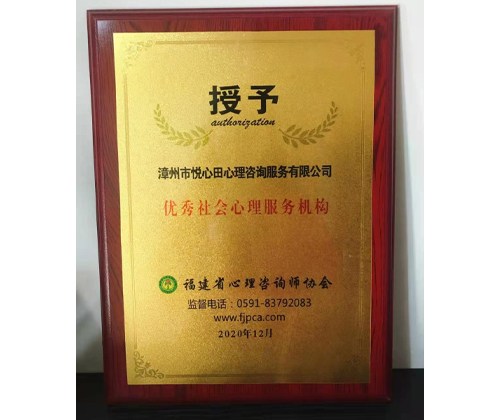 授予
authorization
漳州市悦心田心理咨询服务有限公司
优秀社会心理服务机构
福建省心理咨询师协会
监督电话：0591-83792083
www.fjpca.com
2020年12月